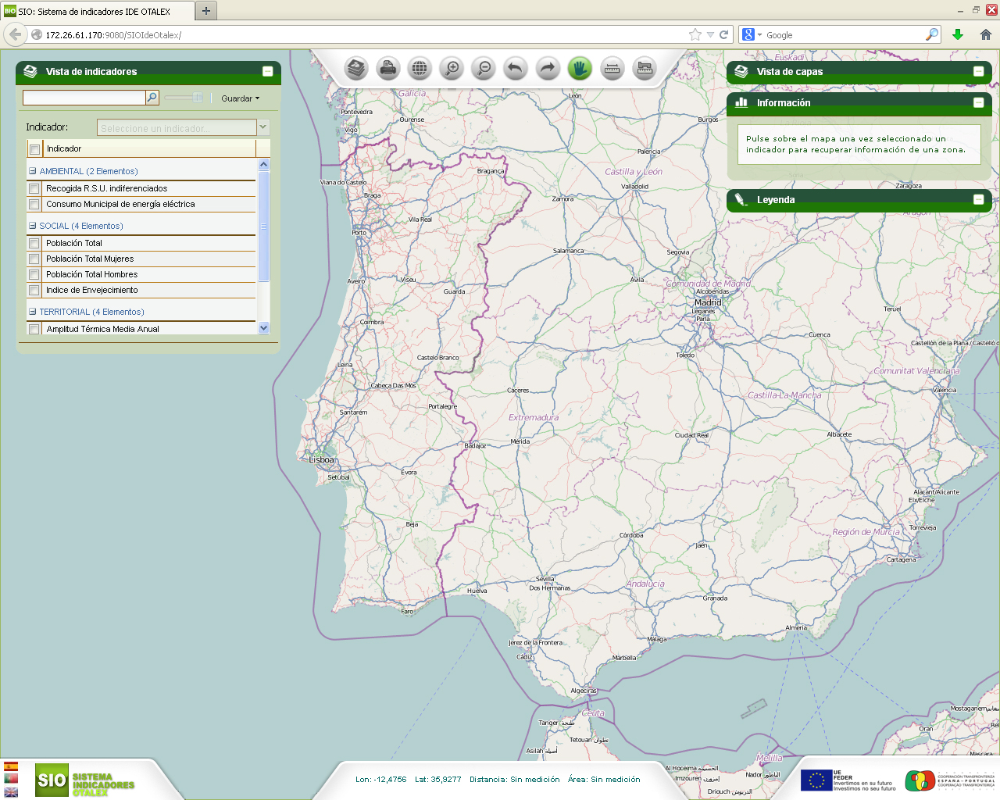 SIO: Sistema de indicadores IDE OTALEX
172.26.61.170:9080/SIOIdeOtalex/
Google
Vista de indicadores
Guardar
Indicador:
Seleccione un indicador...
Indicador
AMBIENTAL (2 Elementos)
Recogida R.S.U. indiferenciados
Consumo Municipal de energía eléctrica
SOCIAL (4 Elementos)
Población Total
Población Total Mujeres
Población Total Hombres
Indice de Envejecimiento
TERRITORIAL (4 Elementos)
Amplitud Térmica Media Anual
Vista de capas
Información
Pulse sobre el mapa una vez seleccionado un
indicador para recuperar información de una zona.
Leyenda
Euskadi
Galicia
León
Pontevedra
Ourense
Burgos
Vigo
Palencia
Bragança
Castilla y León
Viana do Castelo
Valladolid
Zaragoza
Braga
Zamora
Aragón
Vila Real
Porto
Salamanca
Segovia
Aveiro
Viseu
Ávila
Comunidad de Madrid
Guarda
Alcobendas
Madrid
Leganés
Parla
Teruel
Coimbra
Cuenca
Castellón de la Plana / Castelló d
Toledo
Castelo Branco
Leiria
Comunitat Valenciana
Cabeça Das Mós
Cáceres
València
Castilla-La Mancha
Santarém
Portalegre
Extremadura
Ciudad Real
Albacete
Badajoz
Mérida
Lisboa
Évora
Setúbal
Alacant/Alicante
Elx/Elche
Beja
Torrevieja
Córdoba
Región de Murcia
Jaén
Cartagena
Sevilla
Dos Hermanas
Andalucía
Huelva
Granada
Faro
Almería
Jerez de la Frontera
Málaga
Cádiz
Marbella
Algeciras
Ceuta
Tanger طنجة
Mostaganem
Oran
Tetouan تطوان
Asilah أصيلة
Melilla
Mascara
Al Hoceima الحسيمة
Imzouren إمزورن
Nador الناظور
Driouch الدريوش
SIO
SISTEMA
INDICADORES
OTALEX
Lon: -12,4756 Lat: 35,9277 Distancia: Sin medición Área: Sin medición
UE
FEDER
Invertimos en su futuro
Investimos no seu futuro
COOPERACIÓN TRANSFRONTERIZA
ESPAÑA - PORTUGAL
COOPERAÇÃO TRANSFRONTEIRIÇA